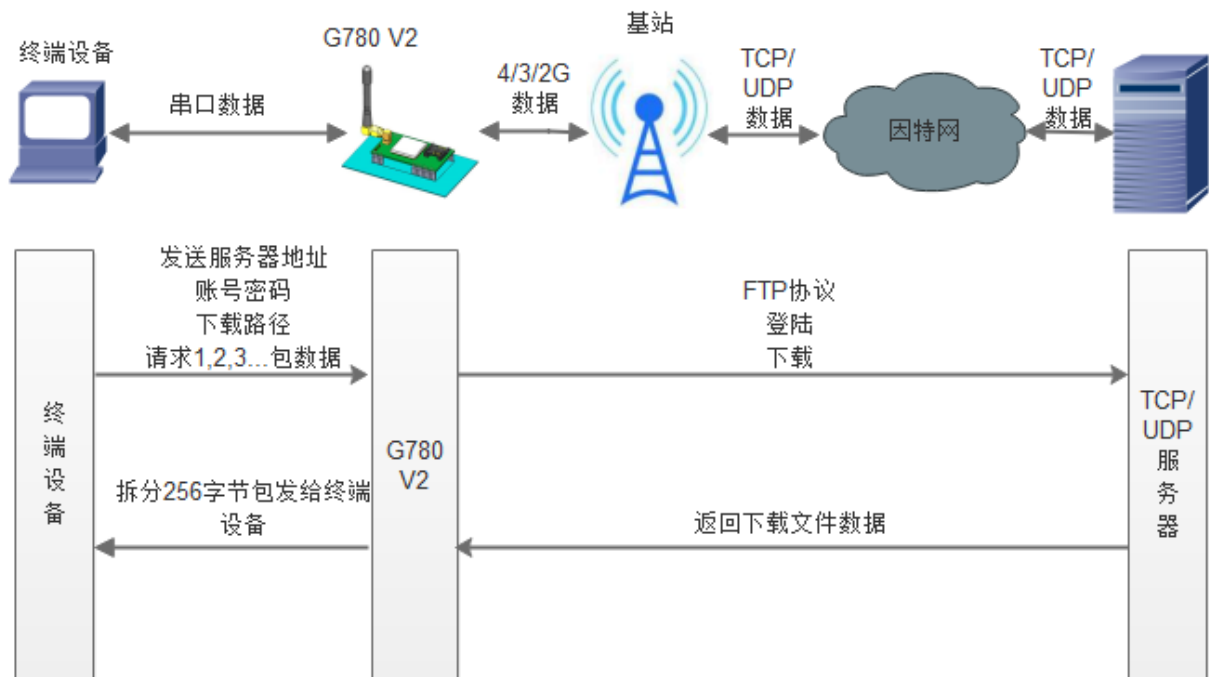 终端设备
G780 V2
基站
串口数据
4/3/2G
数据
TCP/
UDP
数据
因特网
TCP/
UDP
数据
发送服务器地址
账号密码
下载路径
请求1,2,3...包数据
FTP协议
登陆
下载
终
端
设
备
G780
V2
TCP/
UDP
服
务
器
拆分256字节包发给终端
设备
返回下载文件数据